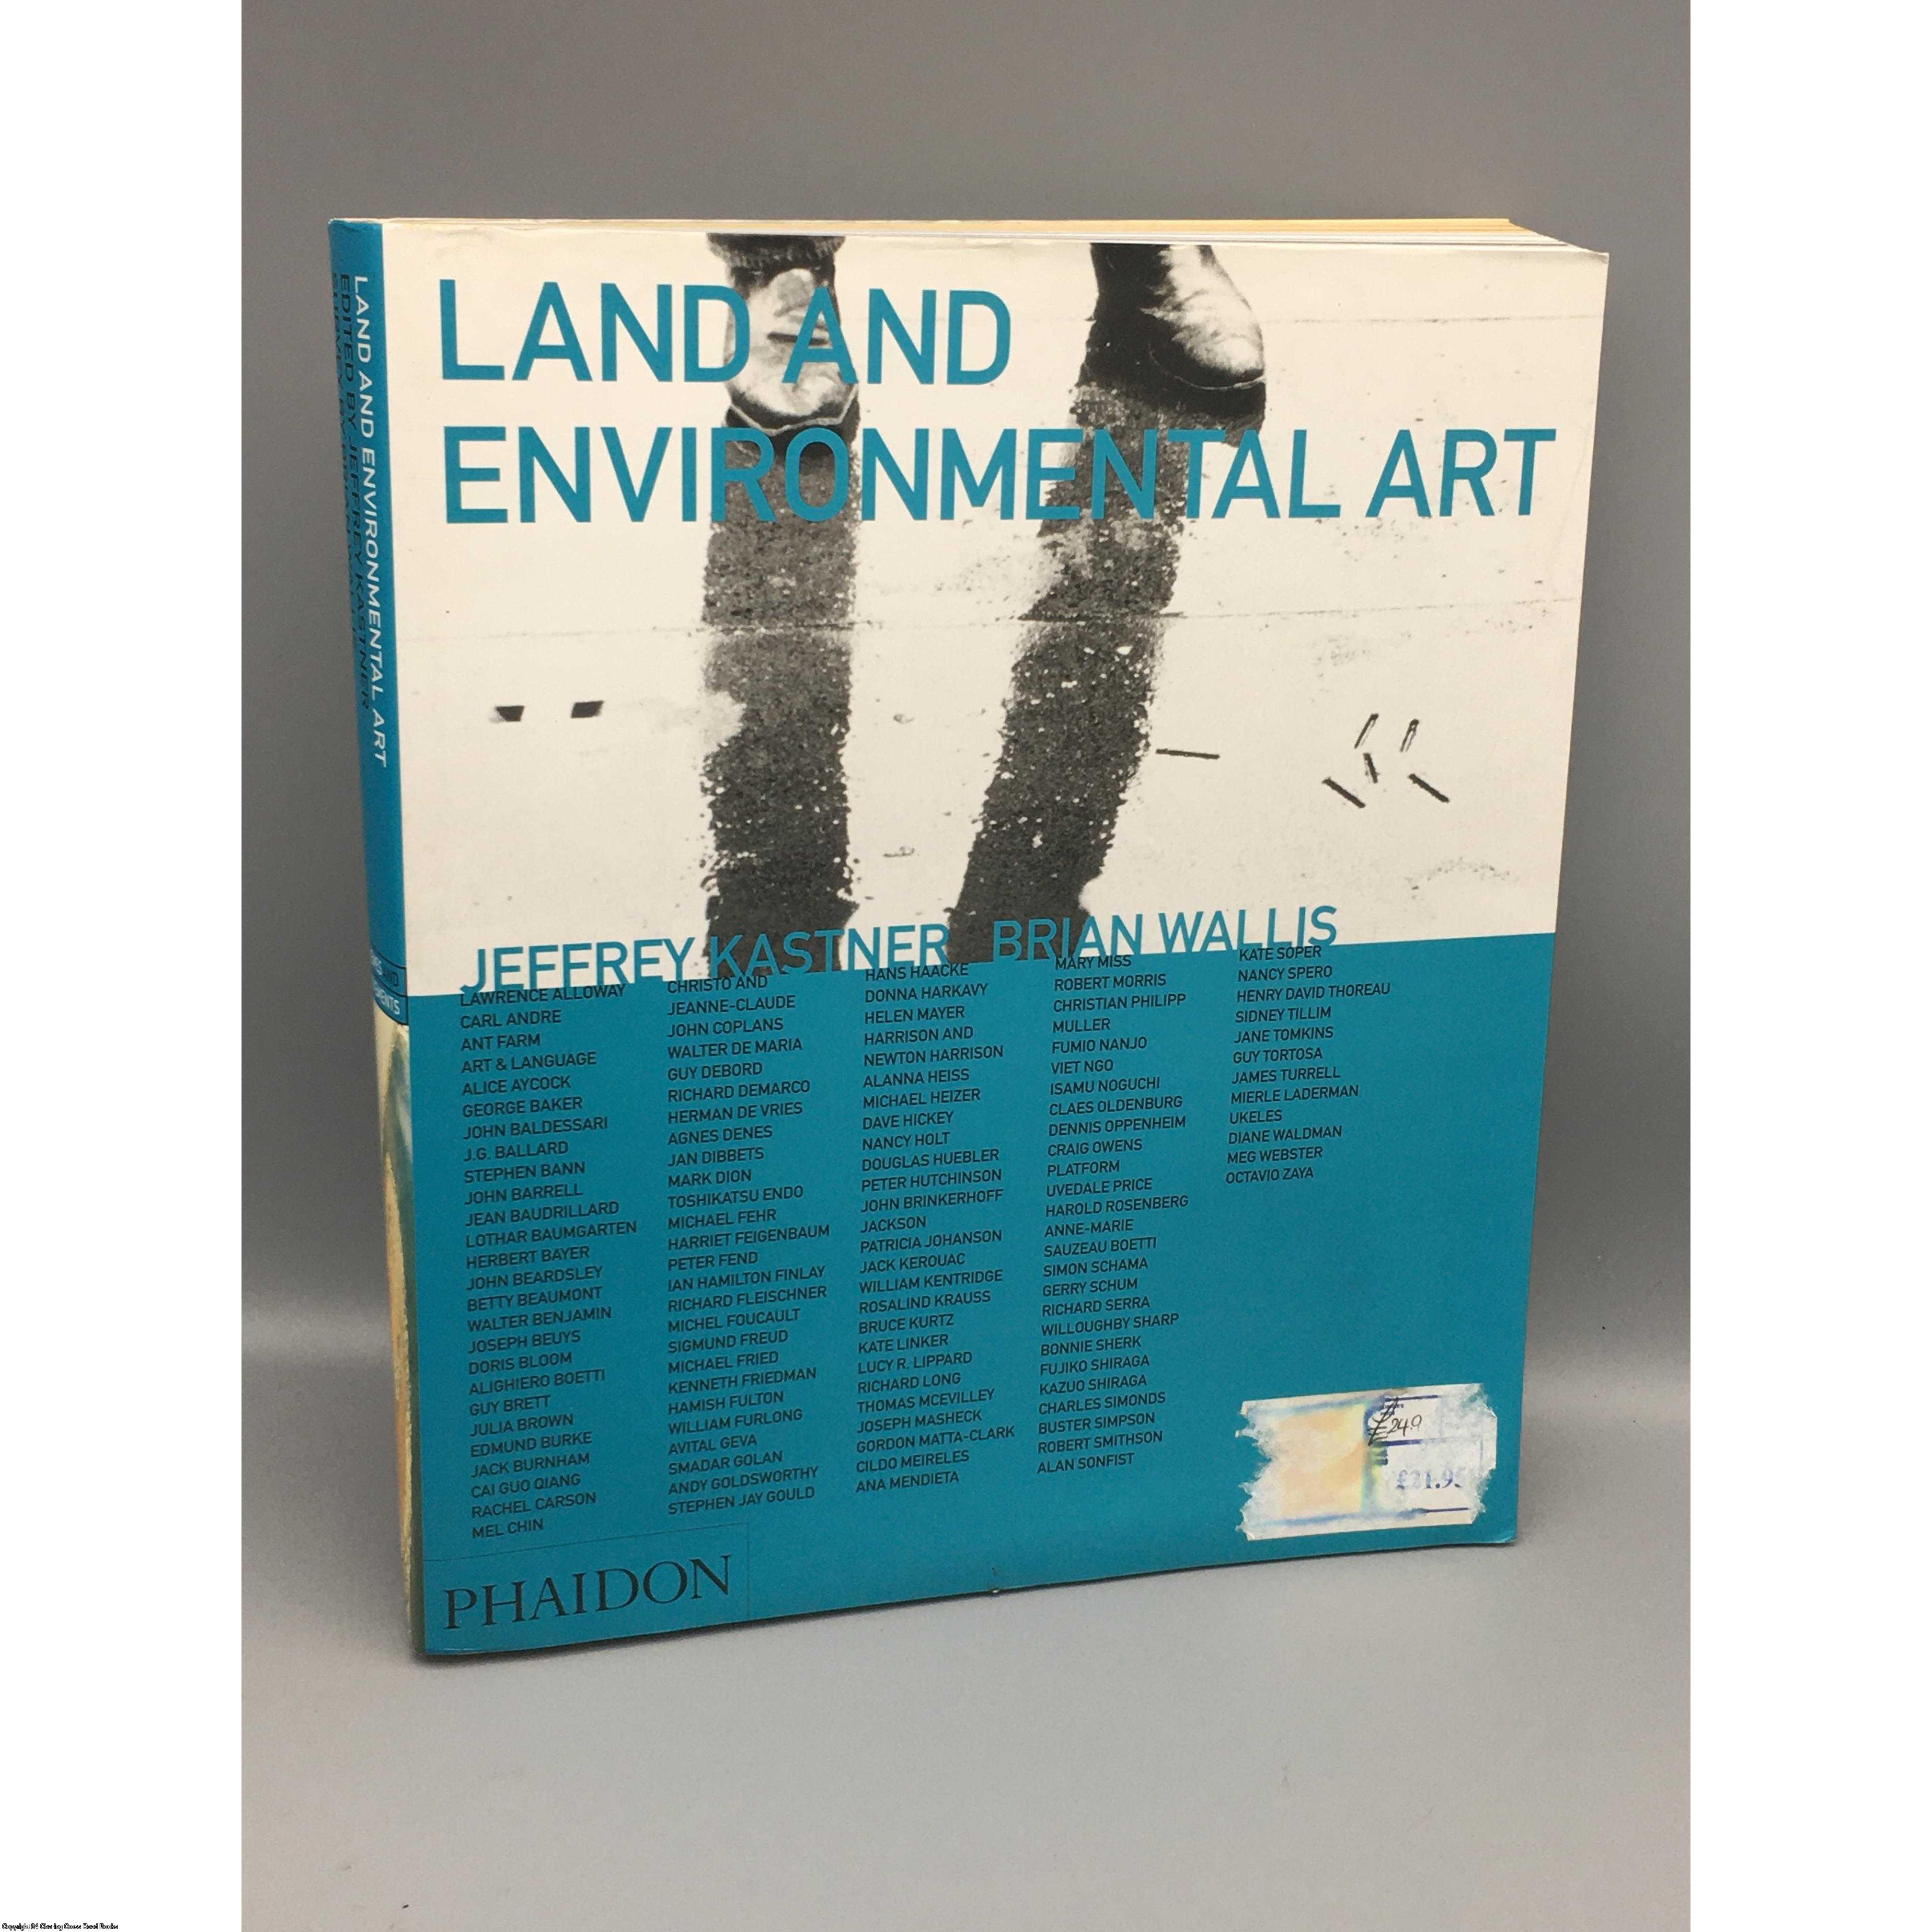 LAND AND
ENVIRONMENTAL ART
JEFFREY KASTNER BRIAN WALLIS
LAWRENCE ALLOWAY
CARL ANDRE
ANT FARM
ART & LANGUAGE
ALICE AYCOCK
GEORGE BAKER
JOHN BALDESSARI
J.G. BALLARD
STEPHEN BANN
JOHN BARRELL
JEAN BAUDRILLARD
LOTHAR BAUMGARTEN
HERBERT BAYER
JOHN BEARDSLEY
BETTY BEAUMONT
WALTER BENJAMIN
JOSEPH BEUYS
DORIS BLOOM
ALIGHIERO BOETTI
GUY BRETT
JULIA BROWN
EDMUND BURKE
JACK BURNHAM
CAI GUO QIANG
RACHEL CARSON
MEL CHIN
CHRISTO AND
JEANNE-CLAUDE
JOHN COPLANS
WALTER DE MARIA
GUY DEBORD
RICHARD DEMARCO
HERMAN DE VRIES
AGNES DENES
JAN DIBBETS
MARK DION
TOSHIKATSU ENDO
MICHAEL FEHR
HARRIET FEIGENBAUM
PETER FEND
IAN HAMILTON FINLAY
RICHARD FLEISCHNER
MICHEL FOUCAULT
SIGMUND FREUD
MICHAEL FRIED
KENNETH FRIEDMAN
HAMISH FULTON
WILLIAM FURLONG
AVITAL GEVA
SMADAR GOLAN
ANDY GOLDSWORTHY
STEPHEN JAY GOULD
HANS HAACKE
DONNA HARKAVY
HELEN MAYER
HARRISON AND
NEWTON HARRISON
ALANNA HEISS
MICHAEL HEIZER
DAVE HICKEY
NANCY HOLT
DOUGLAS HUEBLER
PETER HUTCHINSON
JOHN BRINKERHOFF
JACKSON
PATRICIA JOHANSON
JACK KEROUAC
WILLIAM KENTRIDGE
ROSALIND KRAUSS
BRUCE KURTZ
KATE LINKER
LUCY R. LIPPARD
RICHARD LONG
THOMAS MCEVILLEY
JOSEPH MASHECK
GORDON MATTA-CLARK
CILDO MEIRELES
ANA MENDIETA
MARY MISS
ROBERT MORRIS
CHRISTIAN PHILIPP
MULLER
FUMIO NANJO
VIET NGO
ISAMU NOGUCHI
CLAES OLDENBURG
DENNIS OPPENHEIM
CRAIG OWENS
PLATFORM
UVEDALE PRICE
HAROLD ROSENBERG
ANNE-MARIE
SAUZEAU BOETTI
SIMON SCHAMA
GERRY SCHUM
RICHARD SERRA
WILLOUGHBY SHARP
BONNIE SHERK
FUJIKO SHIRAGA
KAZUO SHIRAGA
CHARLES SIMONDS
BUSTER SIMPSON
ROBERT SMITHSON
ALAN SONFIST
KATE SOPER
NANCY SPERO
HENRY DAVID THOREAU
SIDNEY TILLIM
JANE TOMKINS
GUY TORTOSA
JAMES TURRELL
MIERLE LADERMAN
UKELES
DIANE WALDMAN
MEG WEBSTER
OCTAVIO ZAYA
£21.95
PHAIDON
LAND AND ENVIRONMENTAL ART
EDITED BY JEFFREY KASTNER
Copyright 84 Charing Cross Road Books